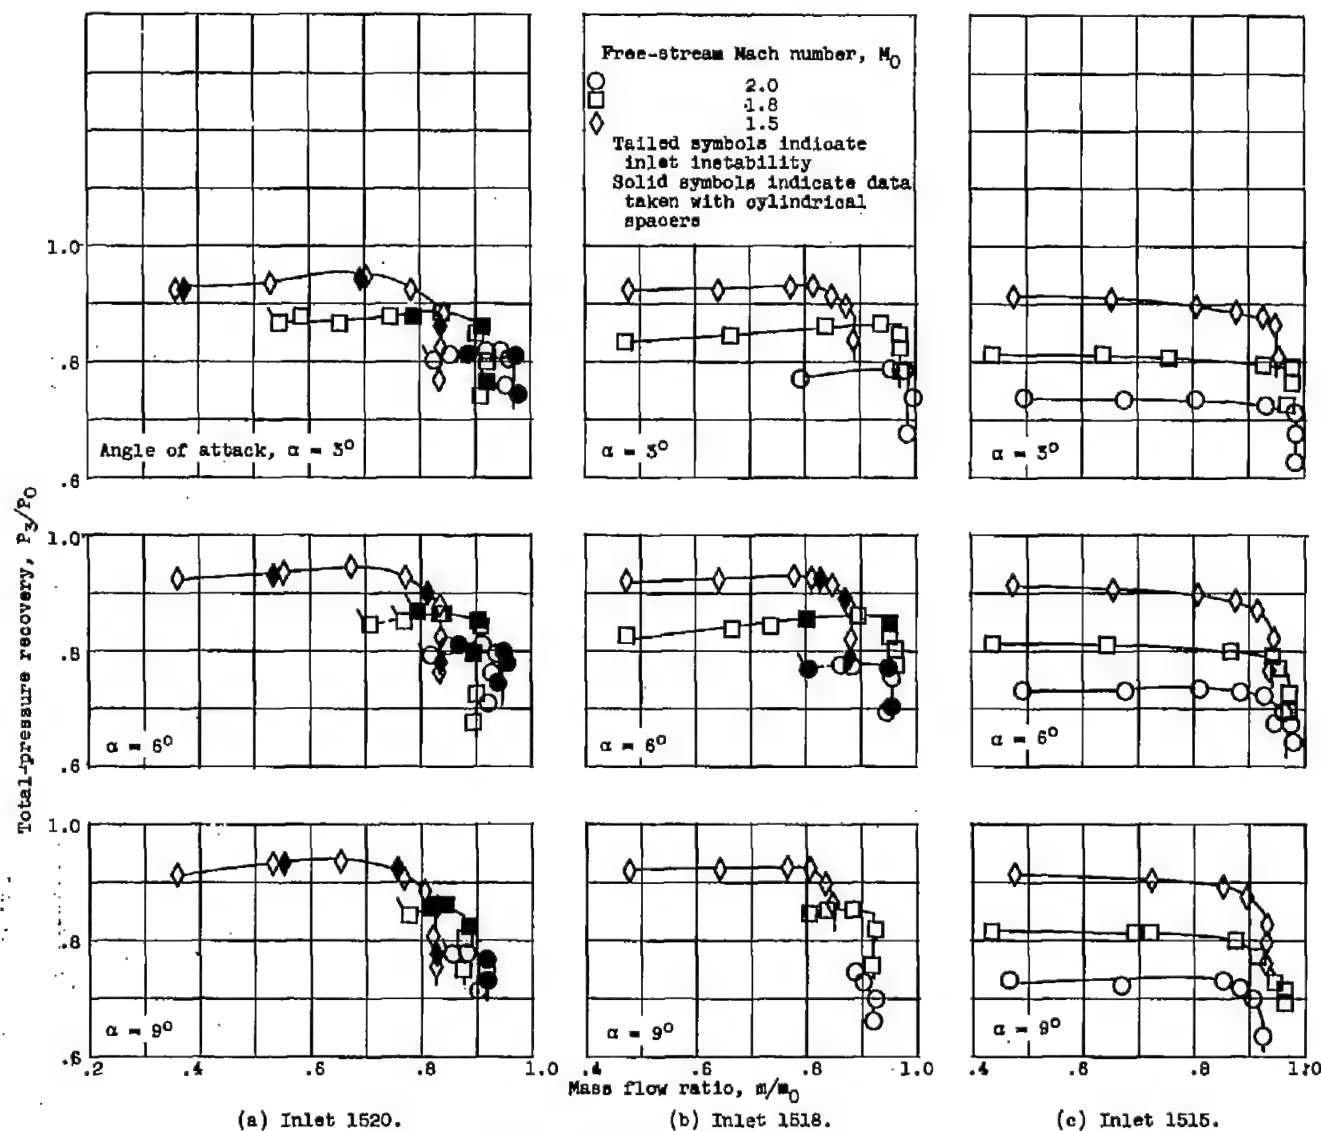 Free-stream Mach number, M0
2.0
1.8
1.5
Tailed symbols indicate
inlet instability
Solid symbols indicate data
taken with cylindrical
spacers
1.0
.8
.6
Angle of attack, α = 3°
α = 3°
α = 3°
Total-pressure recovery, P3/P0
1.0
.8
.6
α = 6°
α = 6°
α = 6°
1.0
.8
.6
α = 9°
α = 9°
α = 9°
.2 .4 .6 .8 1.0
.4 .6 .8 1.0
.4 .6 .8 1.0
Mass flow ratio, m/m0
(a) Inlet 1520.
(b) Inlet 1518.
(c) Inlet 1515.